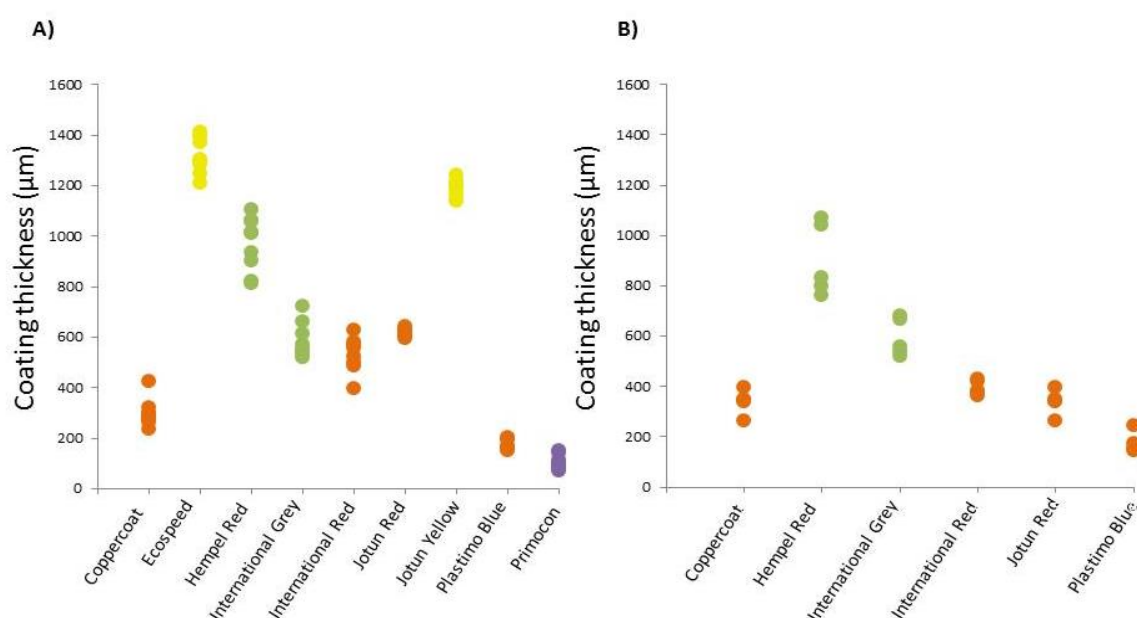 A)
Coating thickness (µm)
1600
1400
1200
1000
800
600
400
200
0
Coppercoat
Ecospeed
Hempel Red
International Grey
International Red
Jotun Red
Jotun Yellow
Plastimo Blue
Primocon
B)
Coating thickness (µm)
1600
1400
1200
1000
800
600
400
200
0
Coppercoat
Hempel Red
International Grey
International Red
Jotun Red
Plastimo Blue